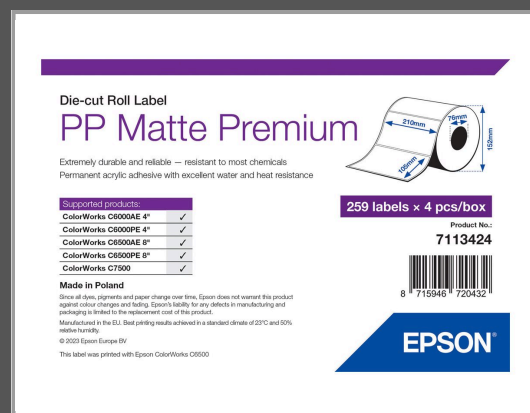 Die-cut Roll Label
PP Matte Premium
Extremely durable and reliable — resistant to most chemicals
Permanent acrylic adhesive with excellent water and heat resistance
210mm
76mm
152mm
105mm
Supported products:
ColorWorks C6000AE 4" ✓
ColorWorks C6000PE 4" ✓
ColorWorks C6500AE 8" ✓
ColorWorks C6500PE 8" ✓
ColorWorks C7500 ✓
259 labels × 4 pcs/box
Product No.:
7113424
8 715946 720432
Made in Poland
Since all dyes, pigments and paper change over time, Epson does not warrant this product
against colour changes and fading. Epson's liability for any defects in manufacturing and
packaging is limited to the replacement cost of this product.
Manufactured in the EU. Best printing results achieved in a standard climate of 23°C and 50%
relative humidity.
© 2023 Epson Europe BV
This label was printed with Epson ColorWorks C6500
EPSON®